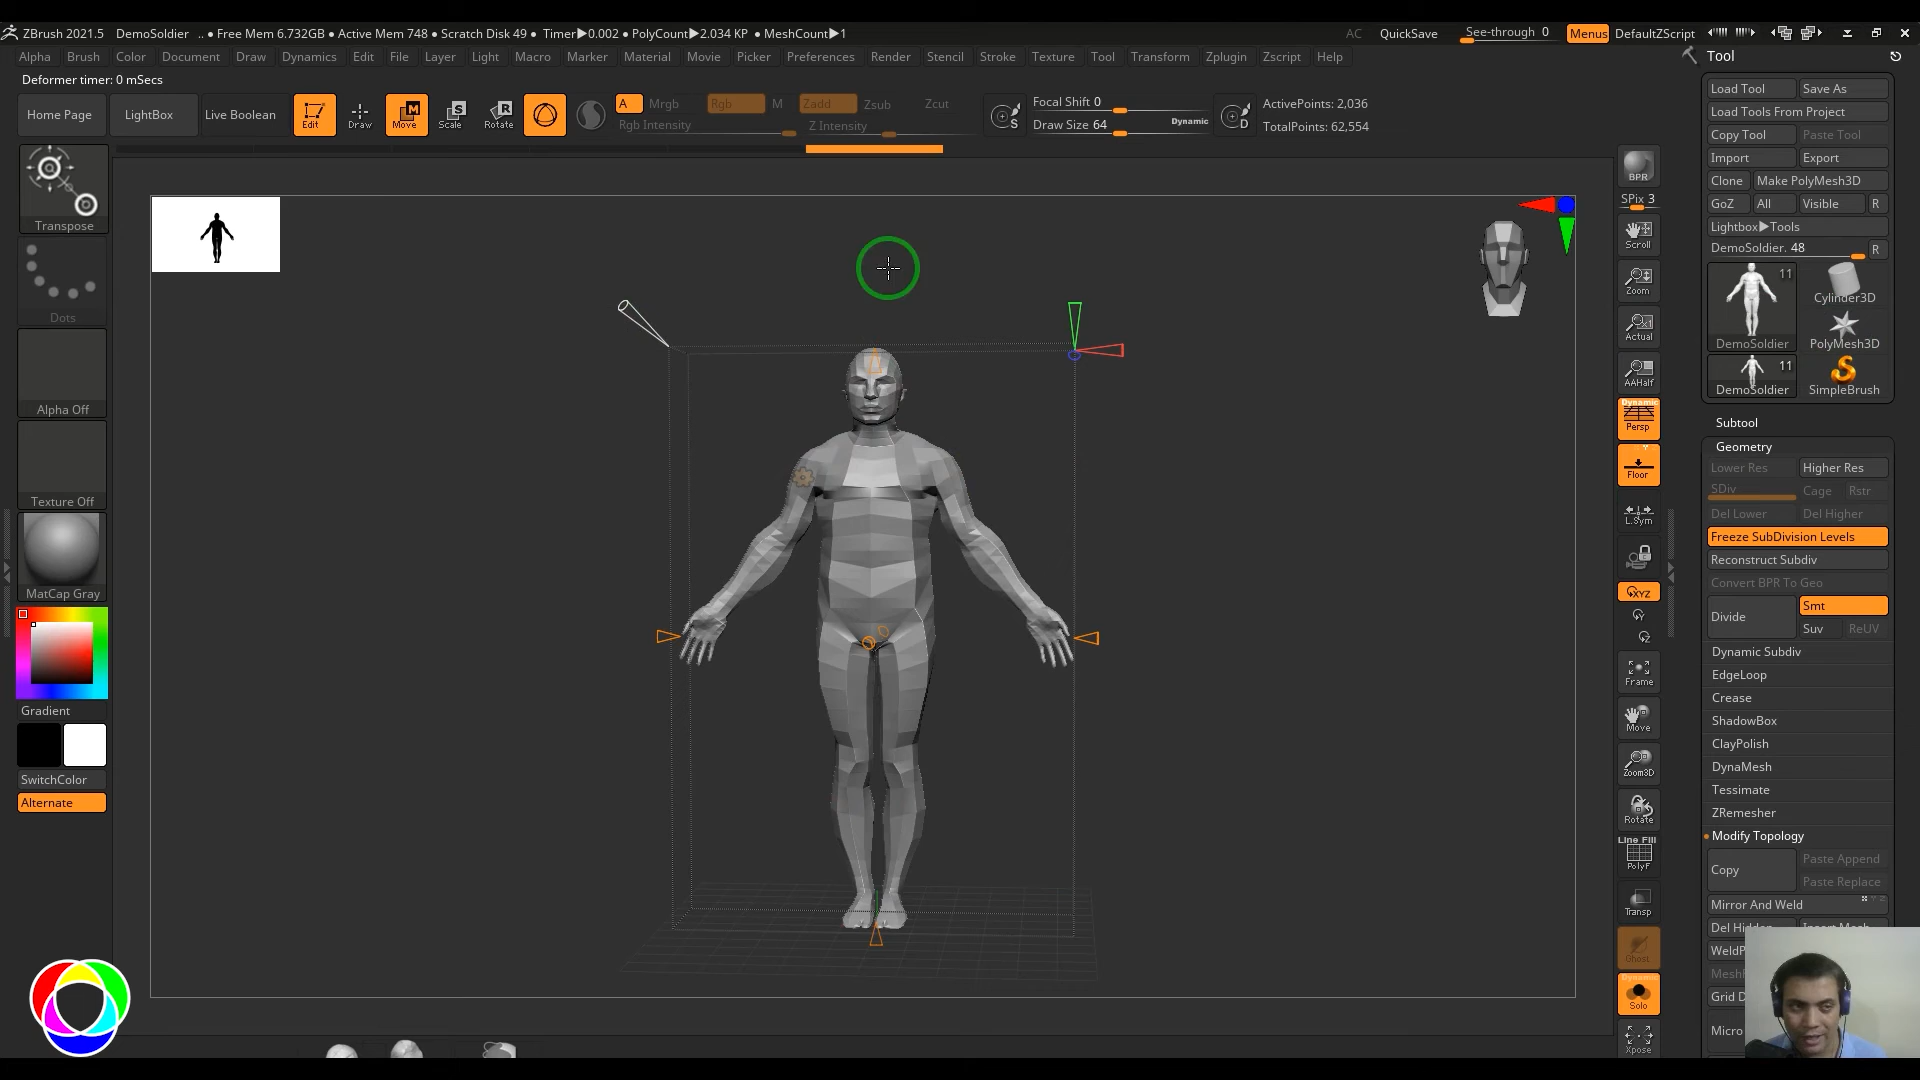 ZBrush 2021.5 DemoSoldier .. ● Free Mem 6.732GB ● Active Mem 748 ● Scratch Disk 49 ● Timer▶0.002 ● PolyCount▶2.034 KP ● MeshCount▶1 AC QuickSave See-through 0 Menus DefaultZScript
Alpha Brush Color Document Draw Dynamics Edit File Layer Light Macro Marker Material Movie Picker Preferences Render Stencil Stroke Texture Tool Transform Zplugin Zscript Help
Deformer timer: 0 mSecs
Home Page LightBox Live Boolean
Edit Draw Move Scale Rotate
A Mrgb Rgb M Zadd Zsub Zcut
Rgb Intensity Z Intensity
S Focal Shift 0
Draw Size 64 Dynamic
D ActivePoints: 2,036
TotalPoints: 62,554
Transpose
Dots
Alpha Off
Texture Off
MatCap Gray
Gradient
SwitchColor
Alternate
BPR
SPix 3
Scroll
Zoom
Actual
AAHalf
Dynamic
Persp
Floor
L.Sym
XYZ
Y
Z
Frame
Move
Zoom3D
Rotate
Line Fill
PolyF
Transp
Ghost
Dynamic
Solo
Xpose
Tool
Load Tool Save As
Load Tools From Project
Copy Tool Paste Tool
Import Export
Clone Make PolyMesh3D
GoZ All Visible R
Lightbox▶Tools
DemoSoldier. 48 R
11
Cylinder3D
DemoSoldier PolyMesh3D
11
DemoSoldier SimpleBrush
Subtool
Geometry
Lower Res Higher Res
SDiv Cage Rstr
Del Lower Del Higher
Freeze SubDivision Levels
Reconstruct Subdiv
Convert BPR To Geo
Divide Smt
Suv ReUV
Dynamic Subdiv
EdgeLoop
Crease
ShadowBox
ClayPolish
DynaMesh
Tessimate
ZRemesher
Modify Topology
Copy Paste Append
Paste Replace
Mirror And Weld
Del
Grid
Micro